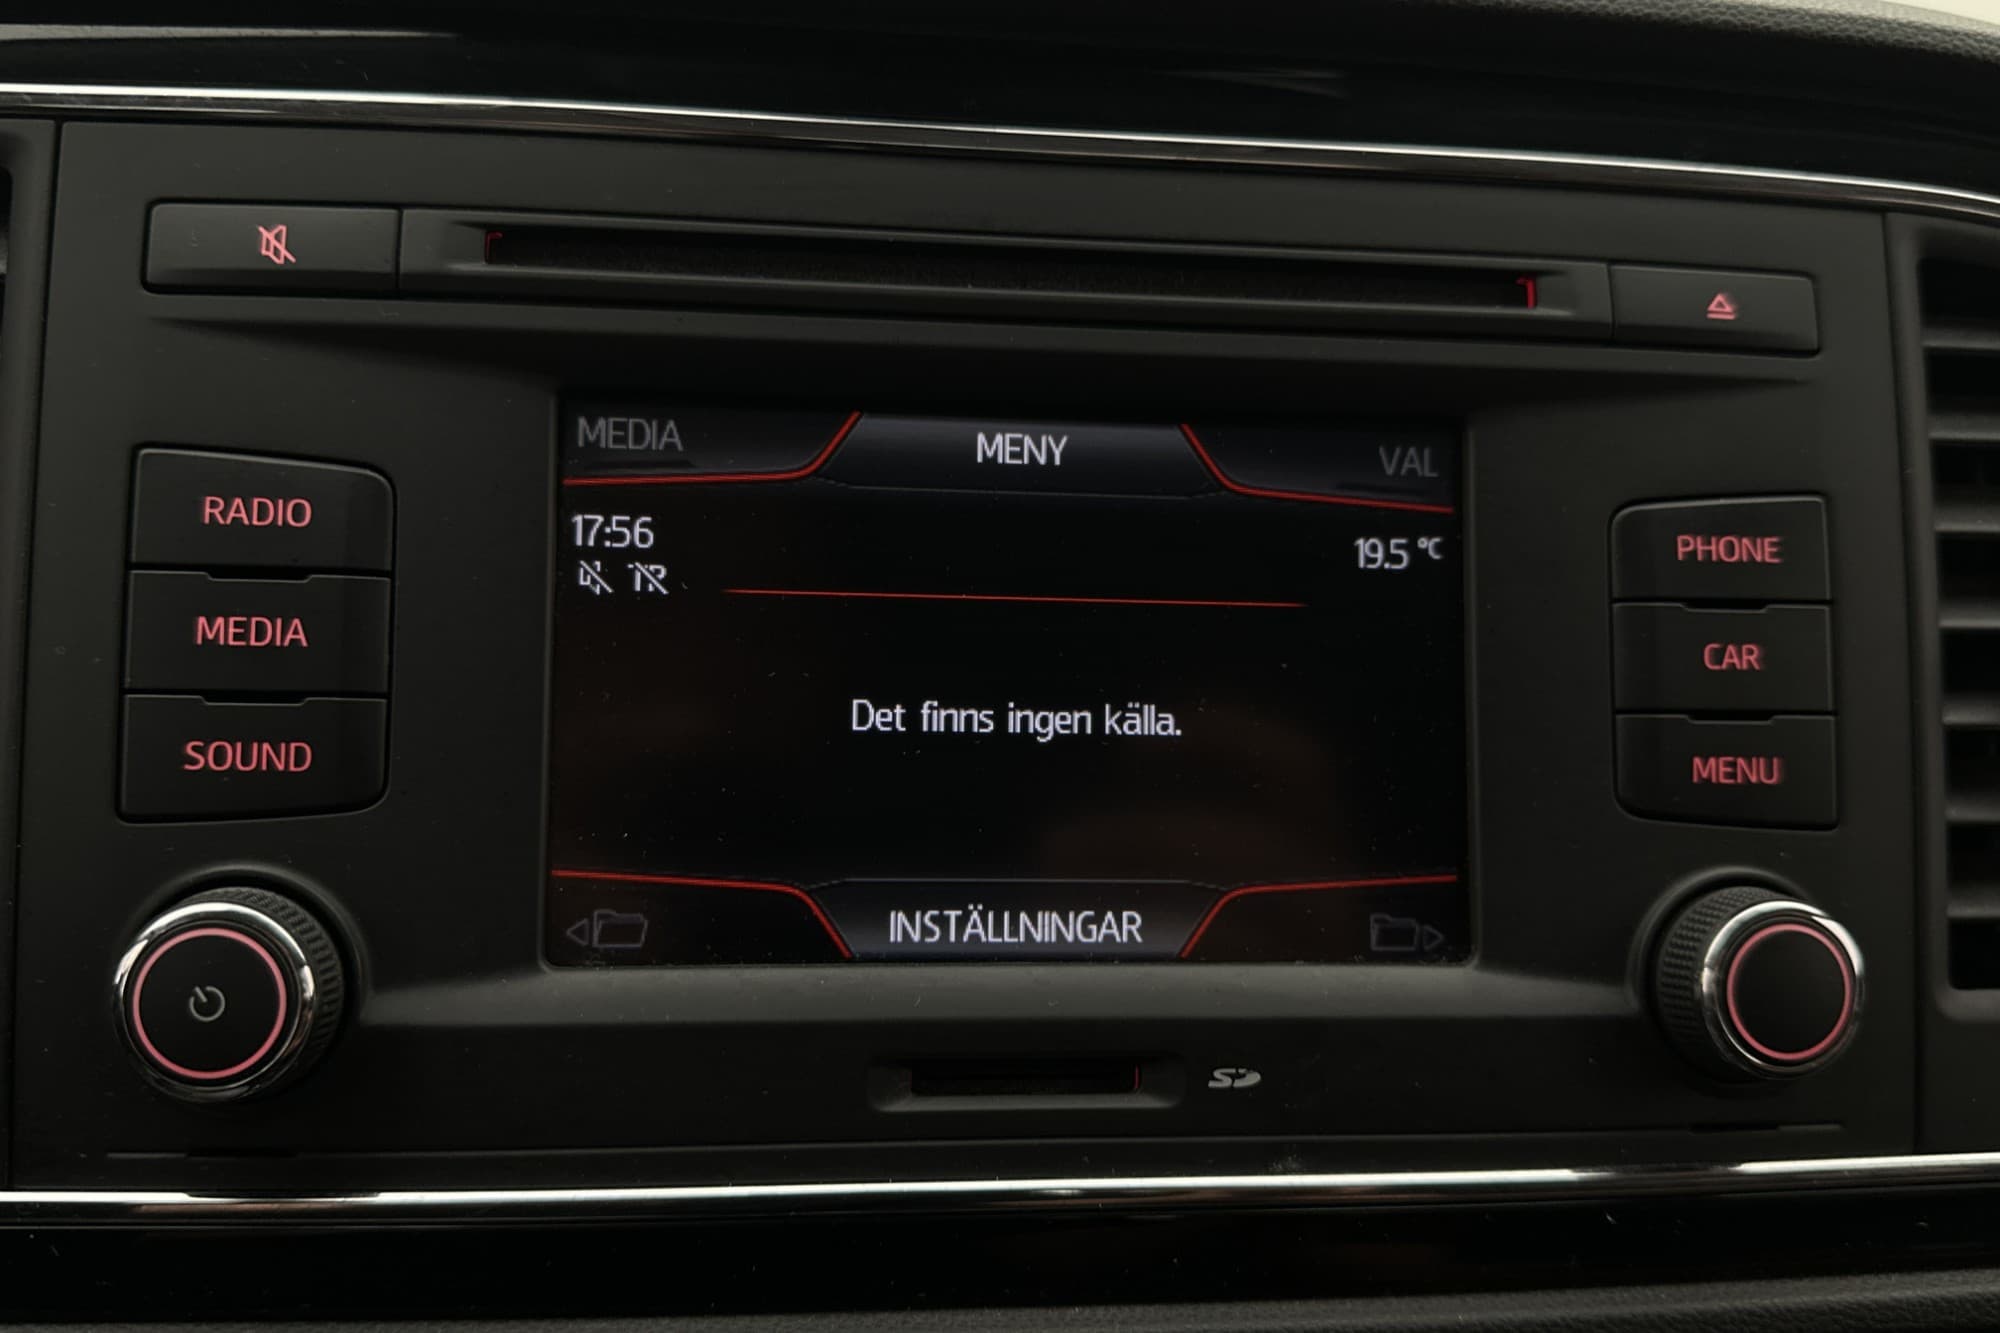 MEDIA MENY VAL
17:56 19.5 °C
Det finns ingen källa.
INSTÄLLNINGAR
RADIO
MEDIA
SOUND
PHONE
CAR
MENU
SD